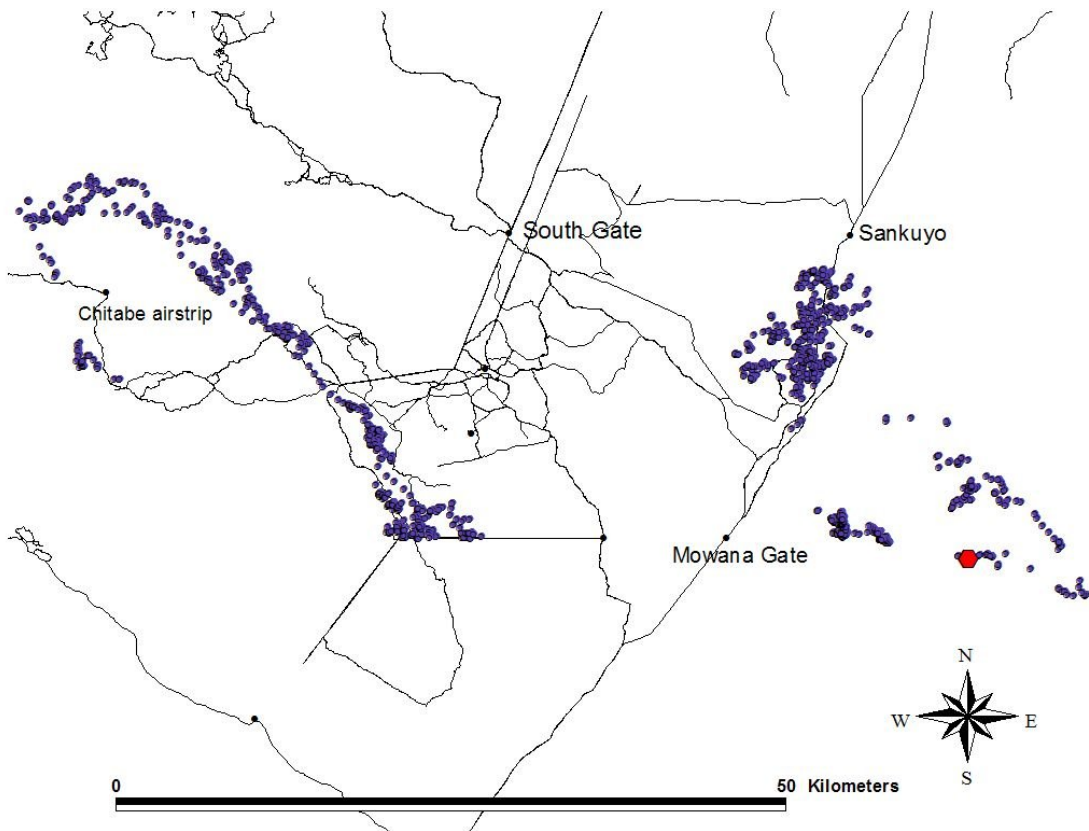 South Gate
Sankuyo
Chitabe airstrip
Mowana Gate
N
W E
S
0 50 Kilometers